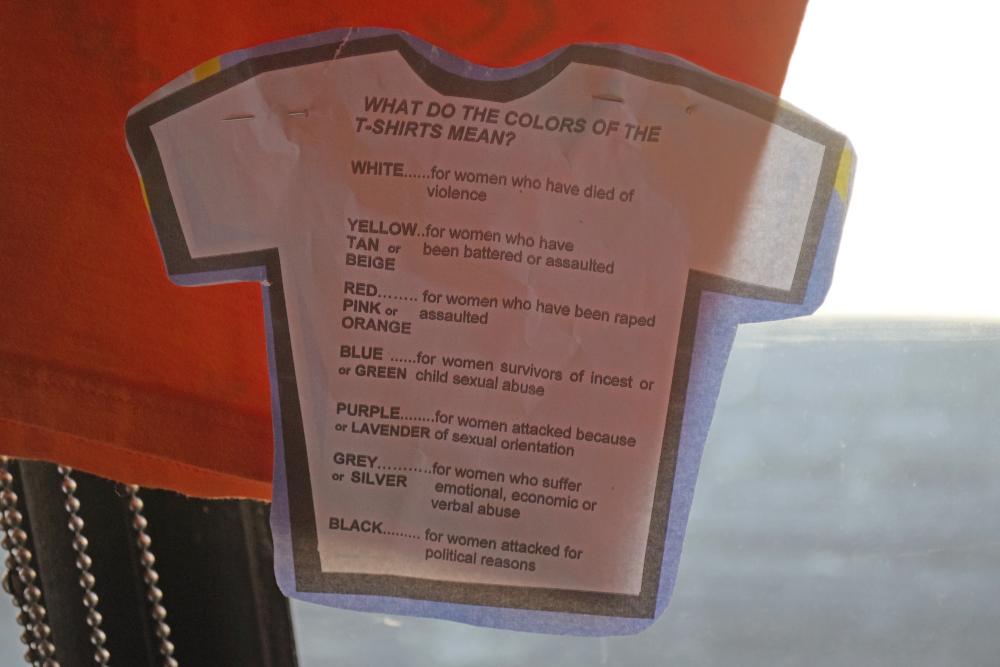 WHAT DO THE COLORS OF THE
T-SHIRTS MEAN?
WHITE......for women who have died of
violence
YELLOW..for women who have
TAN or been battered or assaulted
BEIGE
RED........ for women who have been raped
PINK or assaulted
ORANGE
BLUE ......for women survivors of incest or
or GREEN child sexual abuse
PURPLE........for women attacked because
or LAVENDER of sexual orientation
GREY...........for women who suffer
or SILVER emotional, economic or
verbal abuse
BLACK......... for women attacked for
political reasons